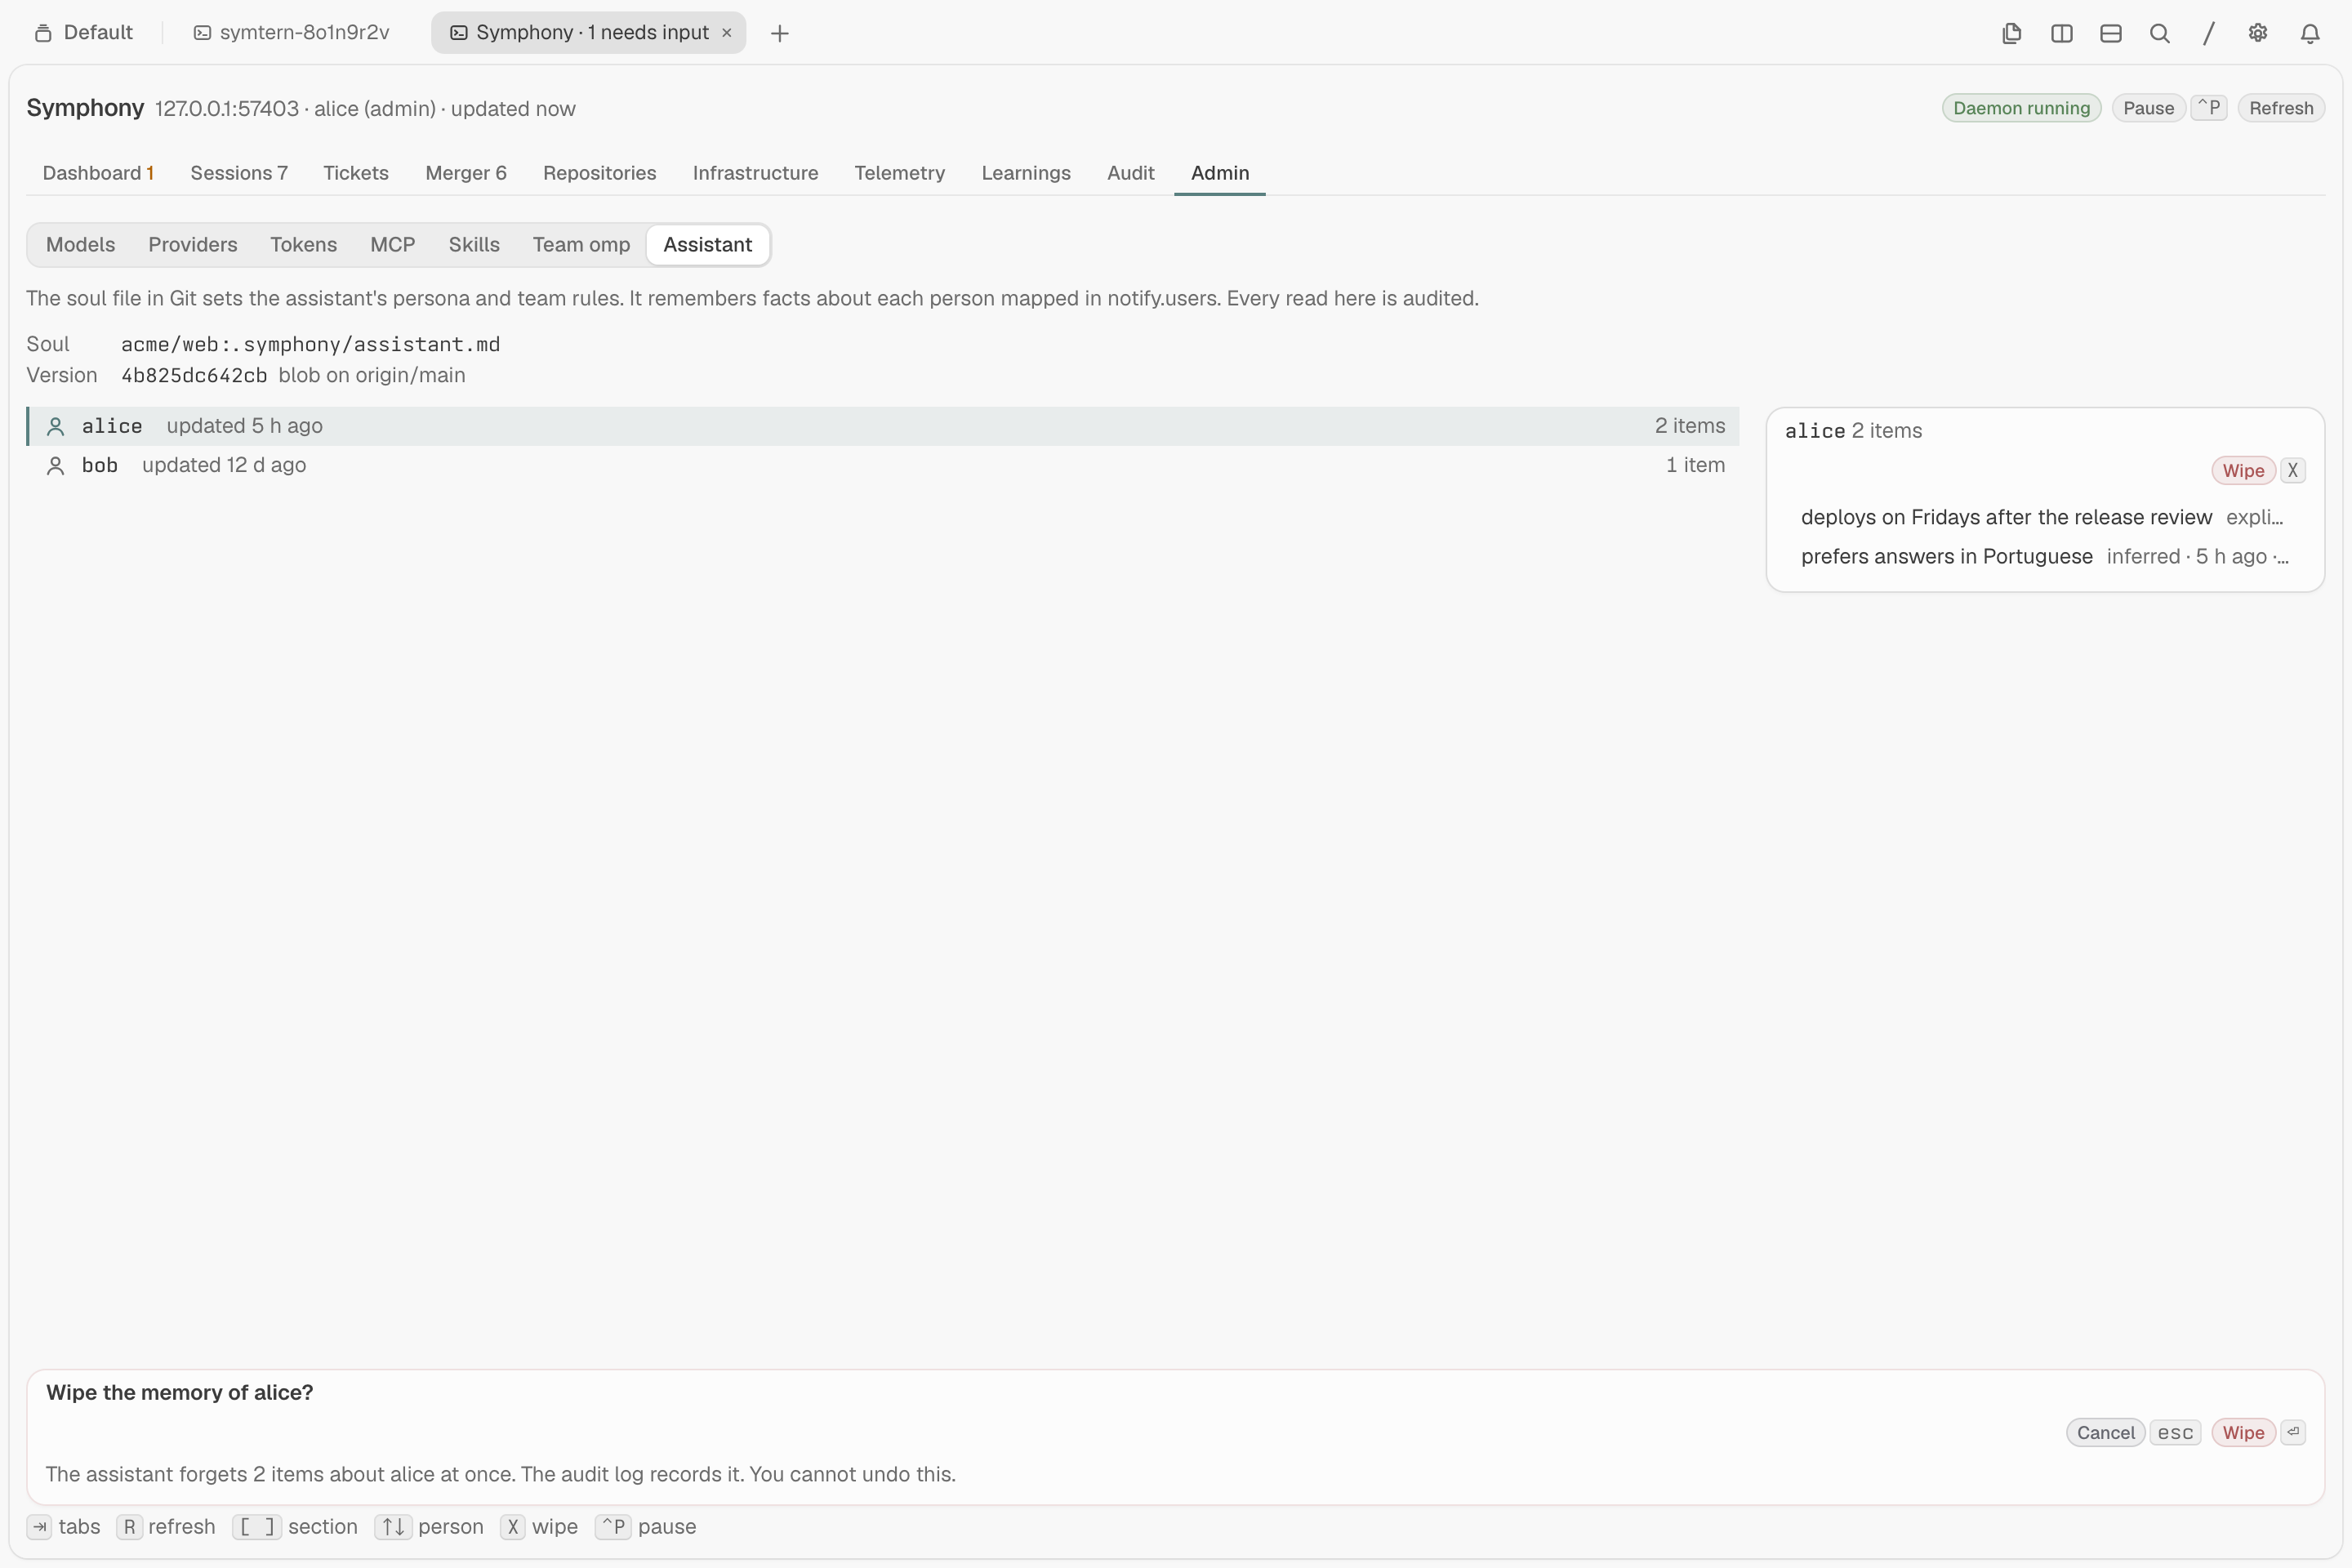 Default symtern-8o1n9r2v Symphony · 1 needs input ×
Symphony 127.0.0.1:57403 · alice (admin) · updated now Daemon running Pause ^P Refresh
Dashboard 1 Sessions 7 Tickets Merger 6 Repositories Infrastructure Telemetry Learnings Audit Admin
Models Providers Tokens MCP Skills Team omp Assistant
The soul file in Git sets the assistant's persona and team rules. It remembers facts about each person mapped in notify.users. Every read here is audited.
Soul acme/web:.symphony/assistant.md
Version 4b825dc642cb blob on origin/main
alice updated 5 h ago 2 items
bob updated 12 d ago 1 item
alice 2 items
Wipe X
deploys on Fridays after the release review expli…
prefers answers in Portuguese inferred · 5 h ago ·…
Wipe the memory of alice?
Cancel esc Wipe ⏎
The assistant forgets 2 items about alice at once. The audit log records it. You cannot undo this.
⇥ tabs R refresh [ ] section ↑↓ person X wipe ^P pause